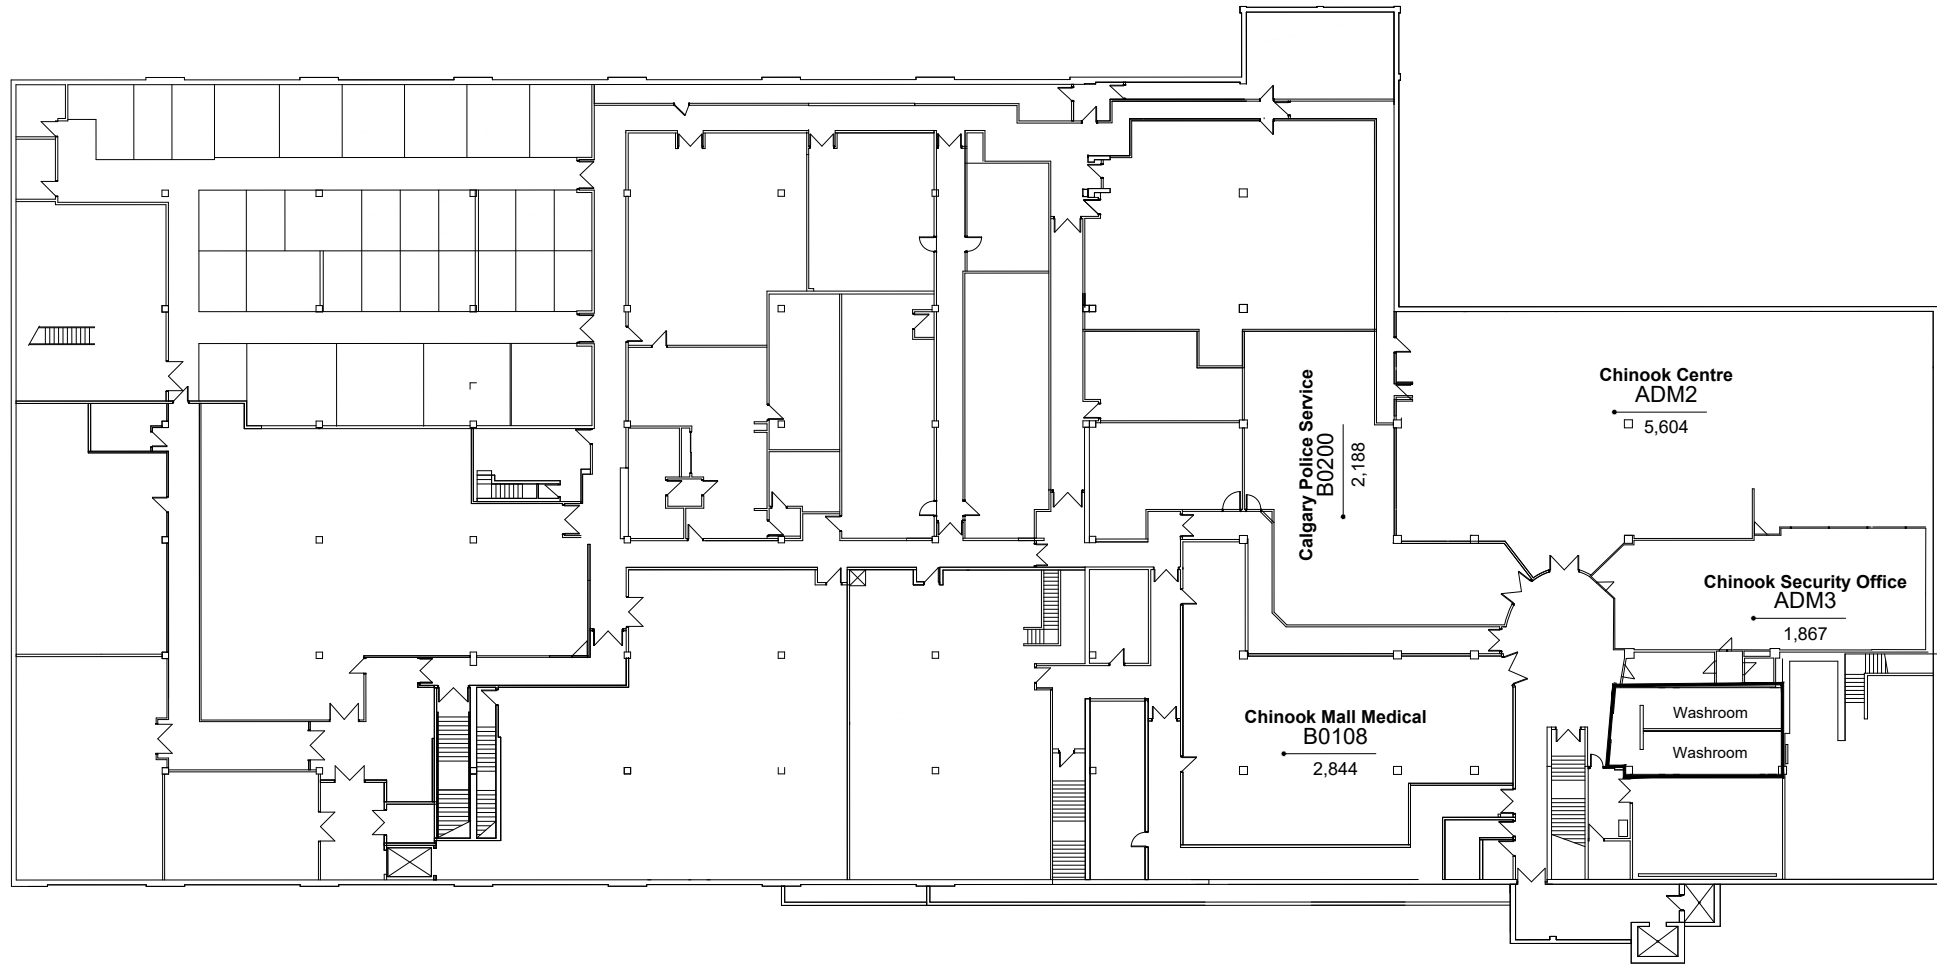 Chinook Centre
ADM2
5,604
Calgary Police Service
B0200
2,188
Chinook Security Office
ADM3
1,867
Chinook Mall Medical
B0108
2,844
Washroom
Washroom